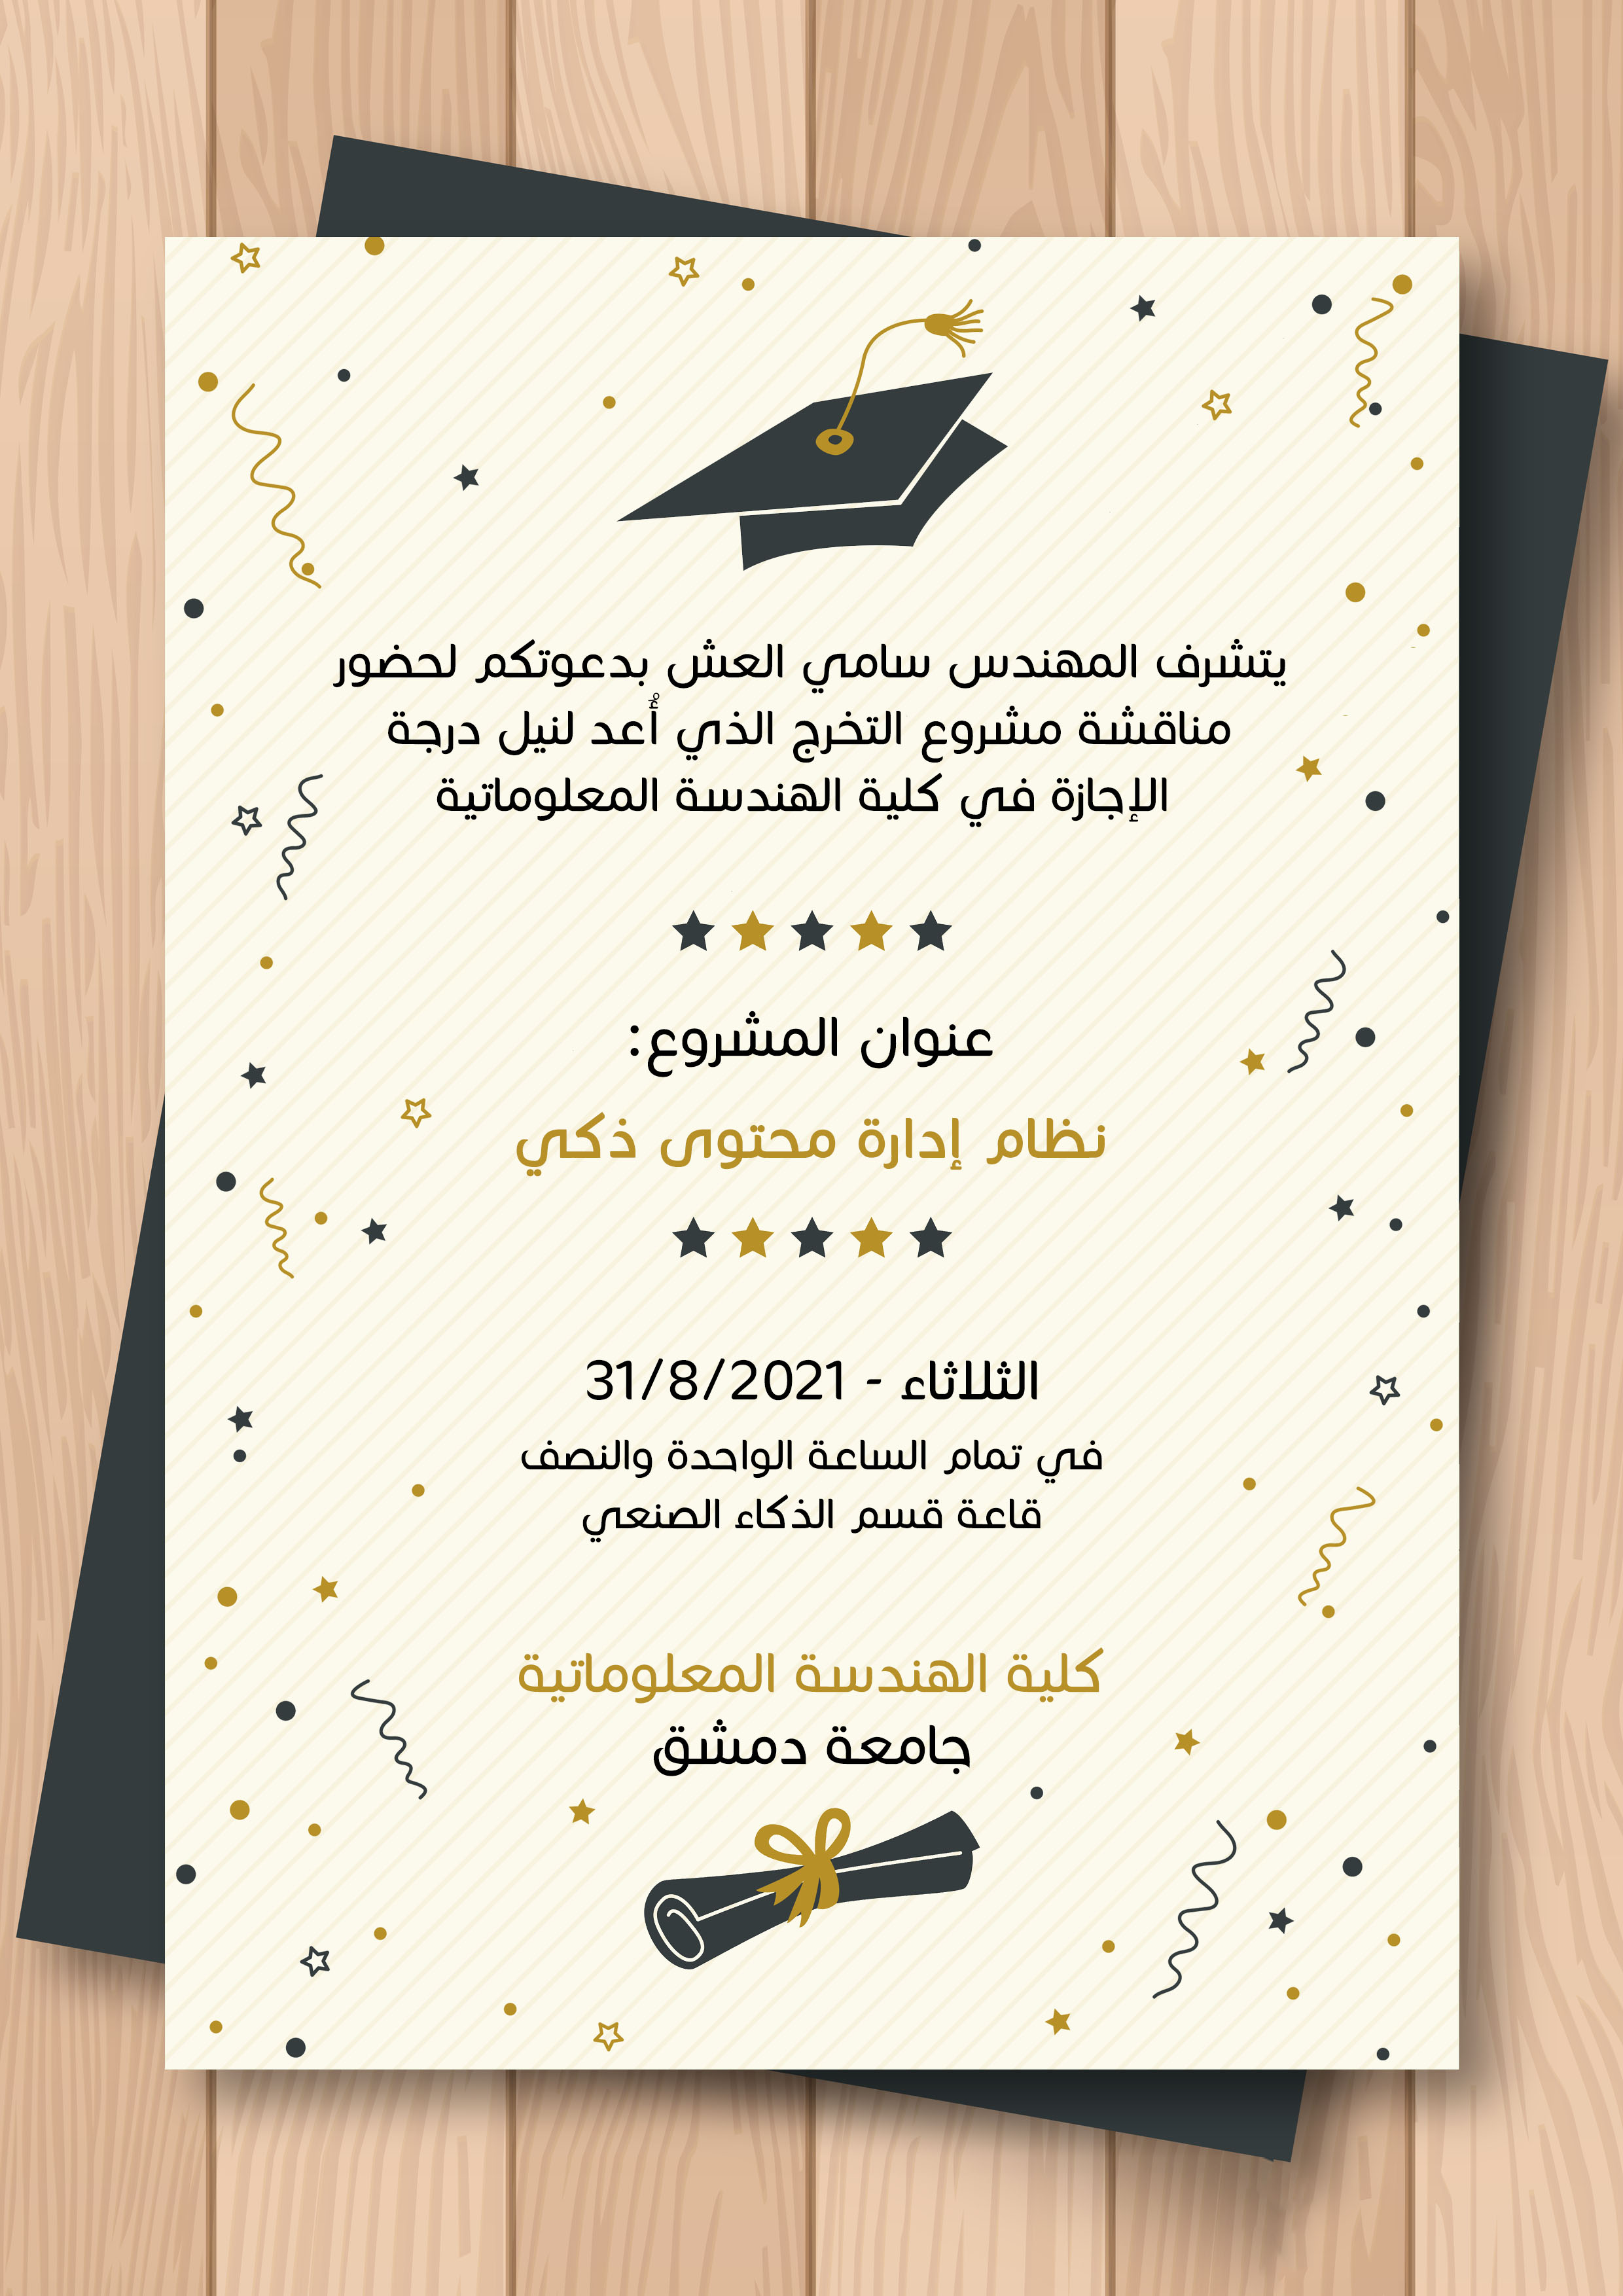 يتشرف المهندس سامي العش بدعوتكم لحضور
مناقشة مشروع التخرج الذي أُعد لنيل درجة
الإجازة في كلية الهندسة المعلوماتية
عنوان المشروع:
نظام إدارة محتوى ذكي
الثلاثاء - 31/8/2021
في تمام الساعة الواحدة والنصف
قاعة قسم الذكاء الصنعي
كلية الهندسة المعلوماتية
جامعة دمشق